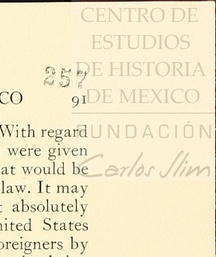 CENTRO DE
ESTUDIOS
257
DE HISTORIA
CO 91
DE MEXICO
With regard
FUNDACIÓN
were given
Carlos Slim
at would be
law. It may
absolutely
nited States
oreigners by